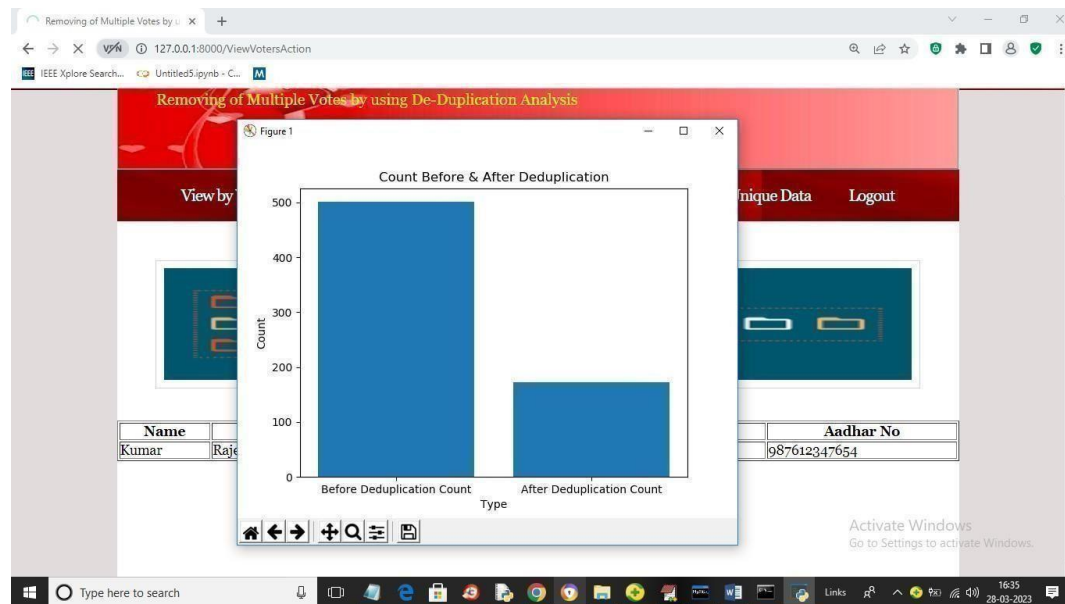 Removing of Multiple Votes by u
127.0.0.1:8000/ViewVotersAction
IEEE Xplore Search...
Untitled5.ipynb - C...
Removing of Multiple Votes by using De-Duplication Analysis
Figure 1
View by
Unique Data
Logout
Count Before & After Deduplication
500
400
300
200
100
0
Count
Before Deduplication Count
After Deduplication Count
Type
Name
Aadhar No
Kumar
Raje
987612347654
Activate Windows
Go to Settings to activate Windows.
Type here to search
Links
16:35
28-03-2023